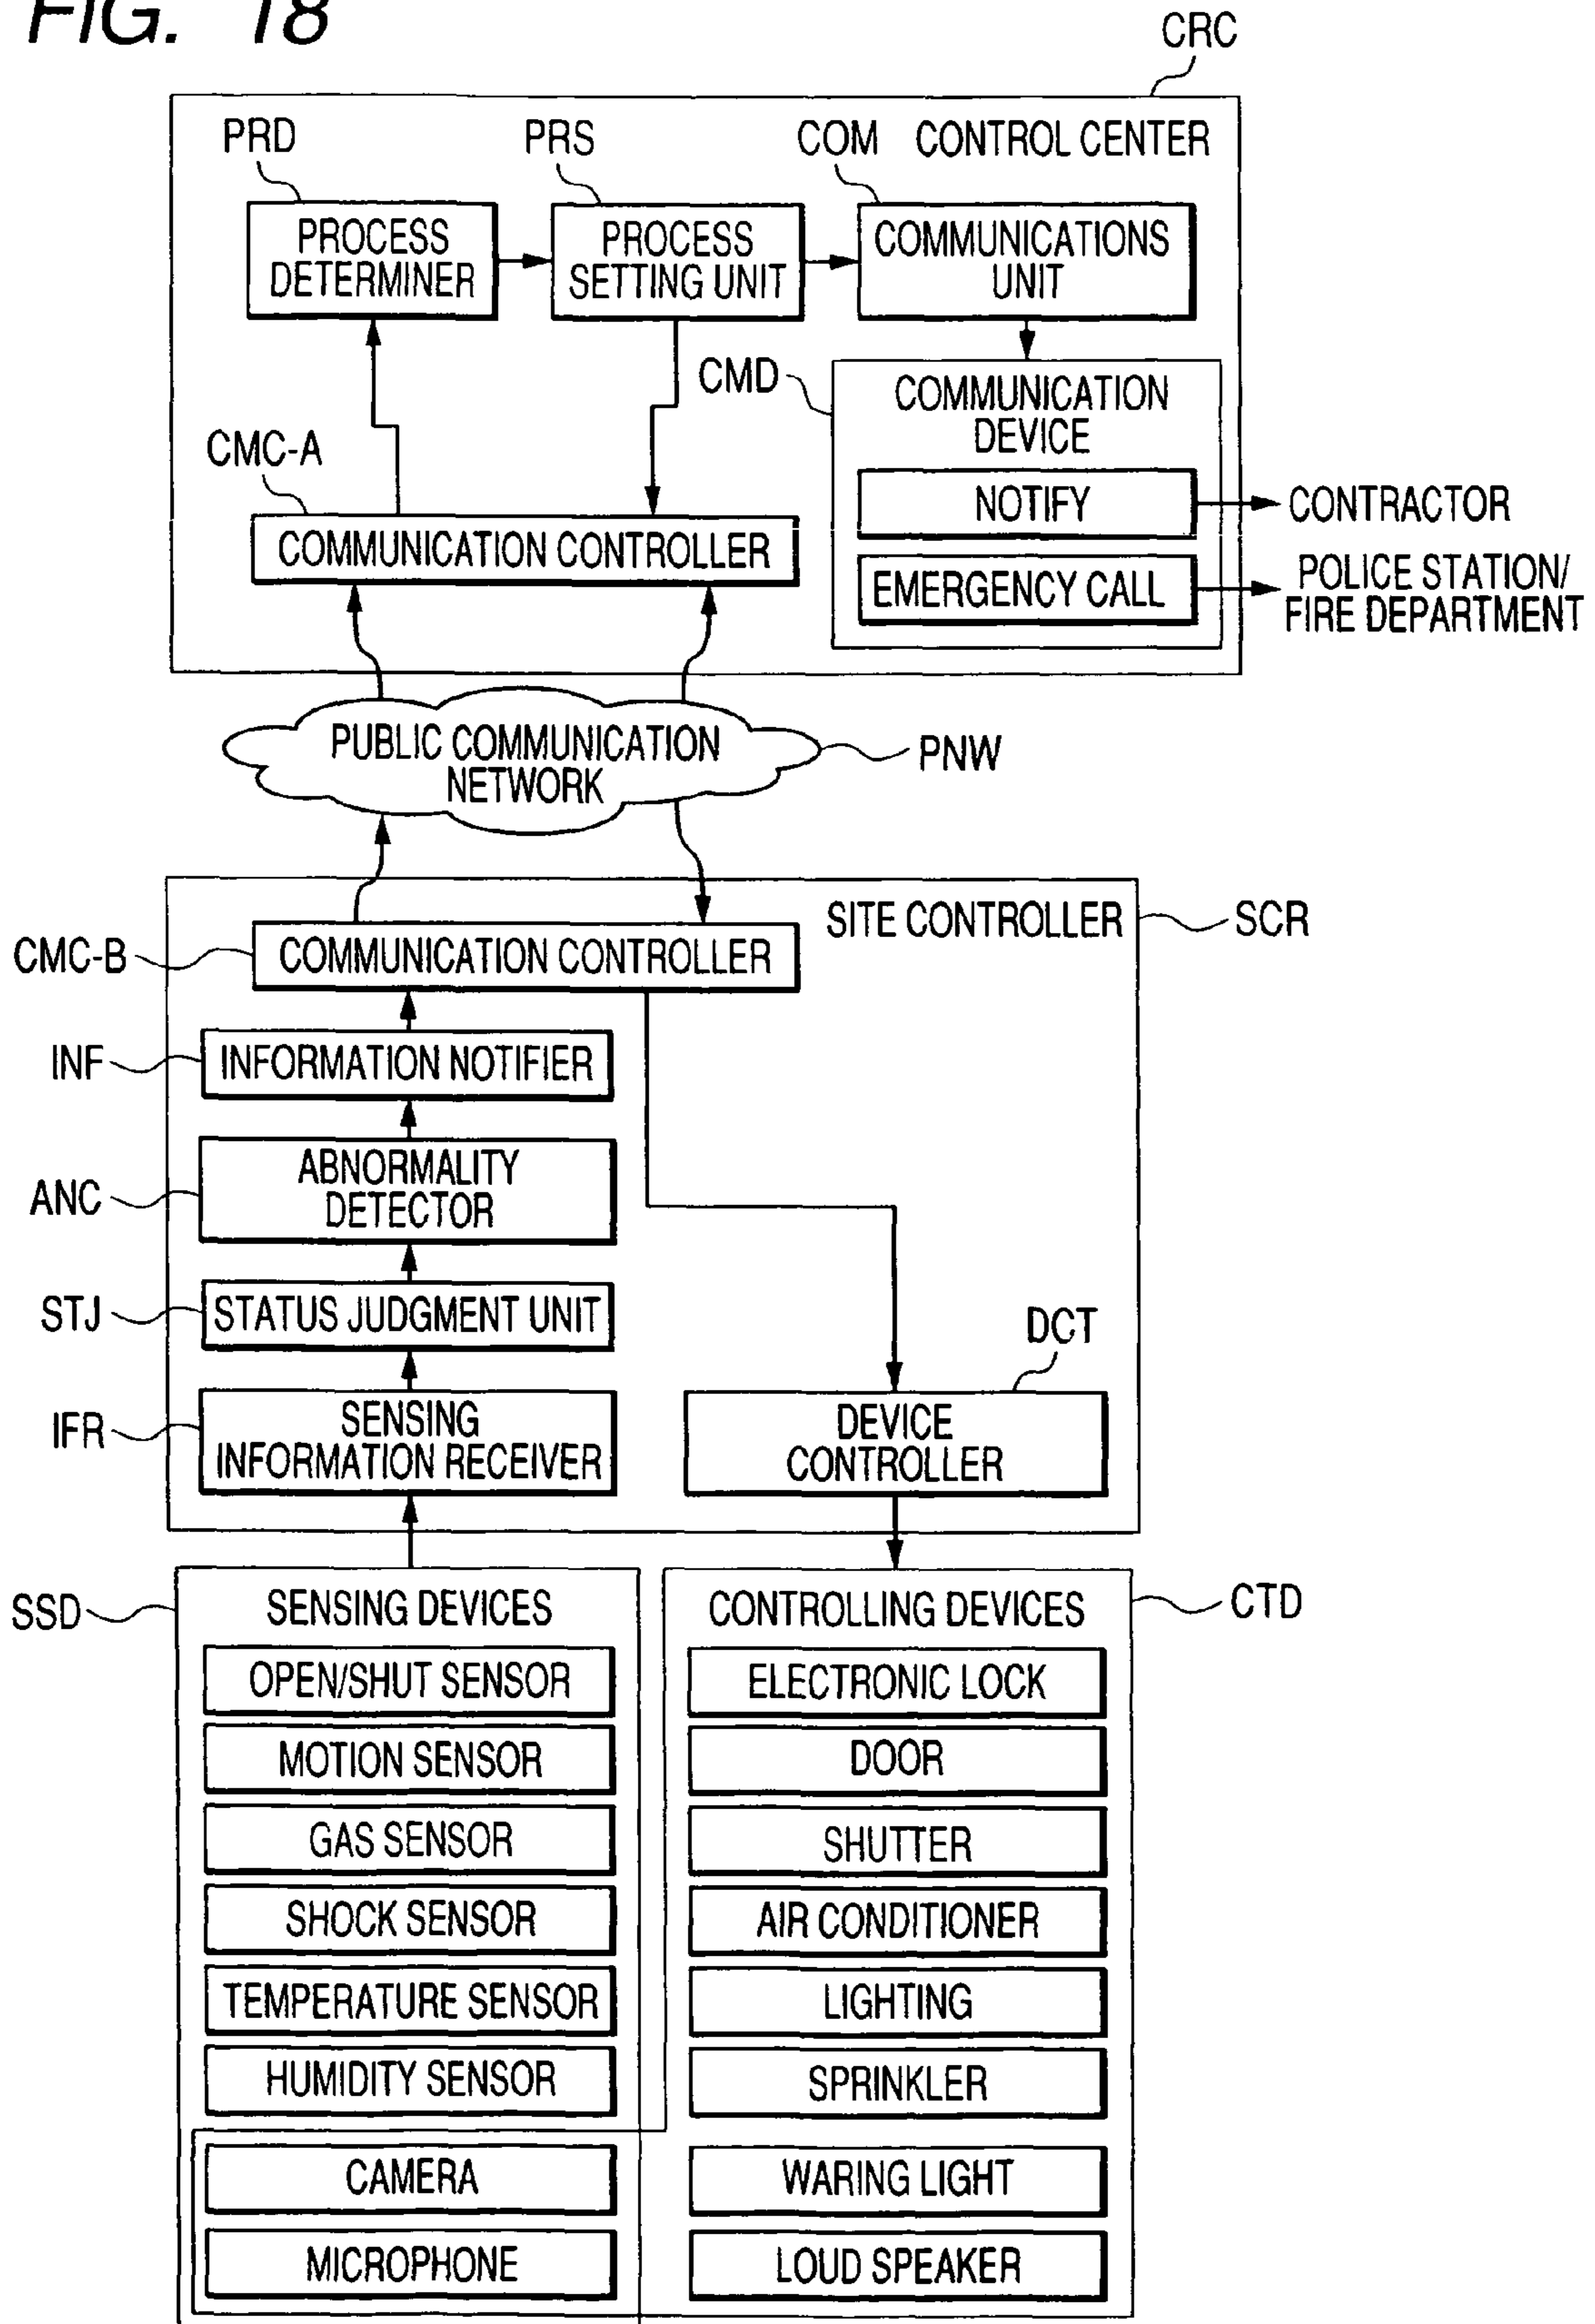 FIG. 18
CRC
PRD
PRS
COM
CONTROL CENTER
PROCESS
DETERMINER
PROCESS
SETTING UNIT
COMMUNICATIONS
UNIT
CMD
COMMUNICATION
DEVICE
CMC-A
NOTIFY
CONTRACTOR
COMMUNICATION CONTROLLER
EMERGENCY CALL
POLICE STATION/
FIRE DEPARTMENT
PUBLIC COMMUNICATION
NETWORK
PNW
SITE CONTROLLER
SCR
CMC-B
COMMUNICATION CONTROLLER
INF
INFORMATION NOTIFIER
ANC
ABNORMALITY
DETECTOR
STJ
STATUS JUDGMENT UNIT
DCT
IFR
SENSING
INFORMATION RECEIVER
DEVICE
CONTROLLER
SSD
SENSING DEVICES
OPEN/SHUT SENSOR
MOTION SENSOR
GAS SENSOR
SHOCK SENSOR
TEMPERATURE SENSOR
HUMIDITY SENSOR
CAMERA
MICROPHONE
CONTROLLING DEVICES
CTD
ELECTRONIC LOCK
DOOR
SHUTTER
AIR CONDITIONER
LIGHTING
SPRINKLER
WARING LIGHT
LOUD SPEAKER